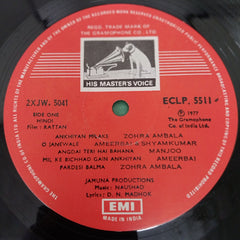 REGD. TRADE MARK OF
THE GRAMOPHONE CO. LTD.
HIS MASTER'S VOICE
2XJW. 5041
ECLP. 5511
SIDE ONE
HINDI
Film : RATTAN
℗ 1977
The Gramophone
Co. of India Ltd.
ANKHIYAN MILAKE ZOHRA AMBALA
O JANEWALE AMEERBAI & SHYAMKUMAR
ANGDAI TERI HAI BAHANA MANJOO
MIL KE BICHHAD GAIN ANKHIYAN AMEERBAI
PARDESI BALMA ZOHRA AMBALA
JAMUNA PRODUCTIONS
Music: NAUSHAD
Lyrics: D. N. MADHOK
EMI
MADE IN INDIA